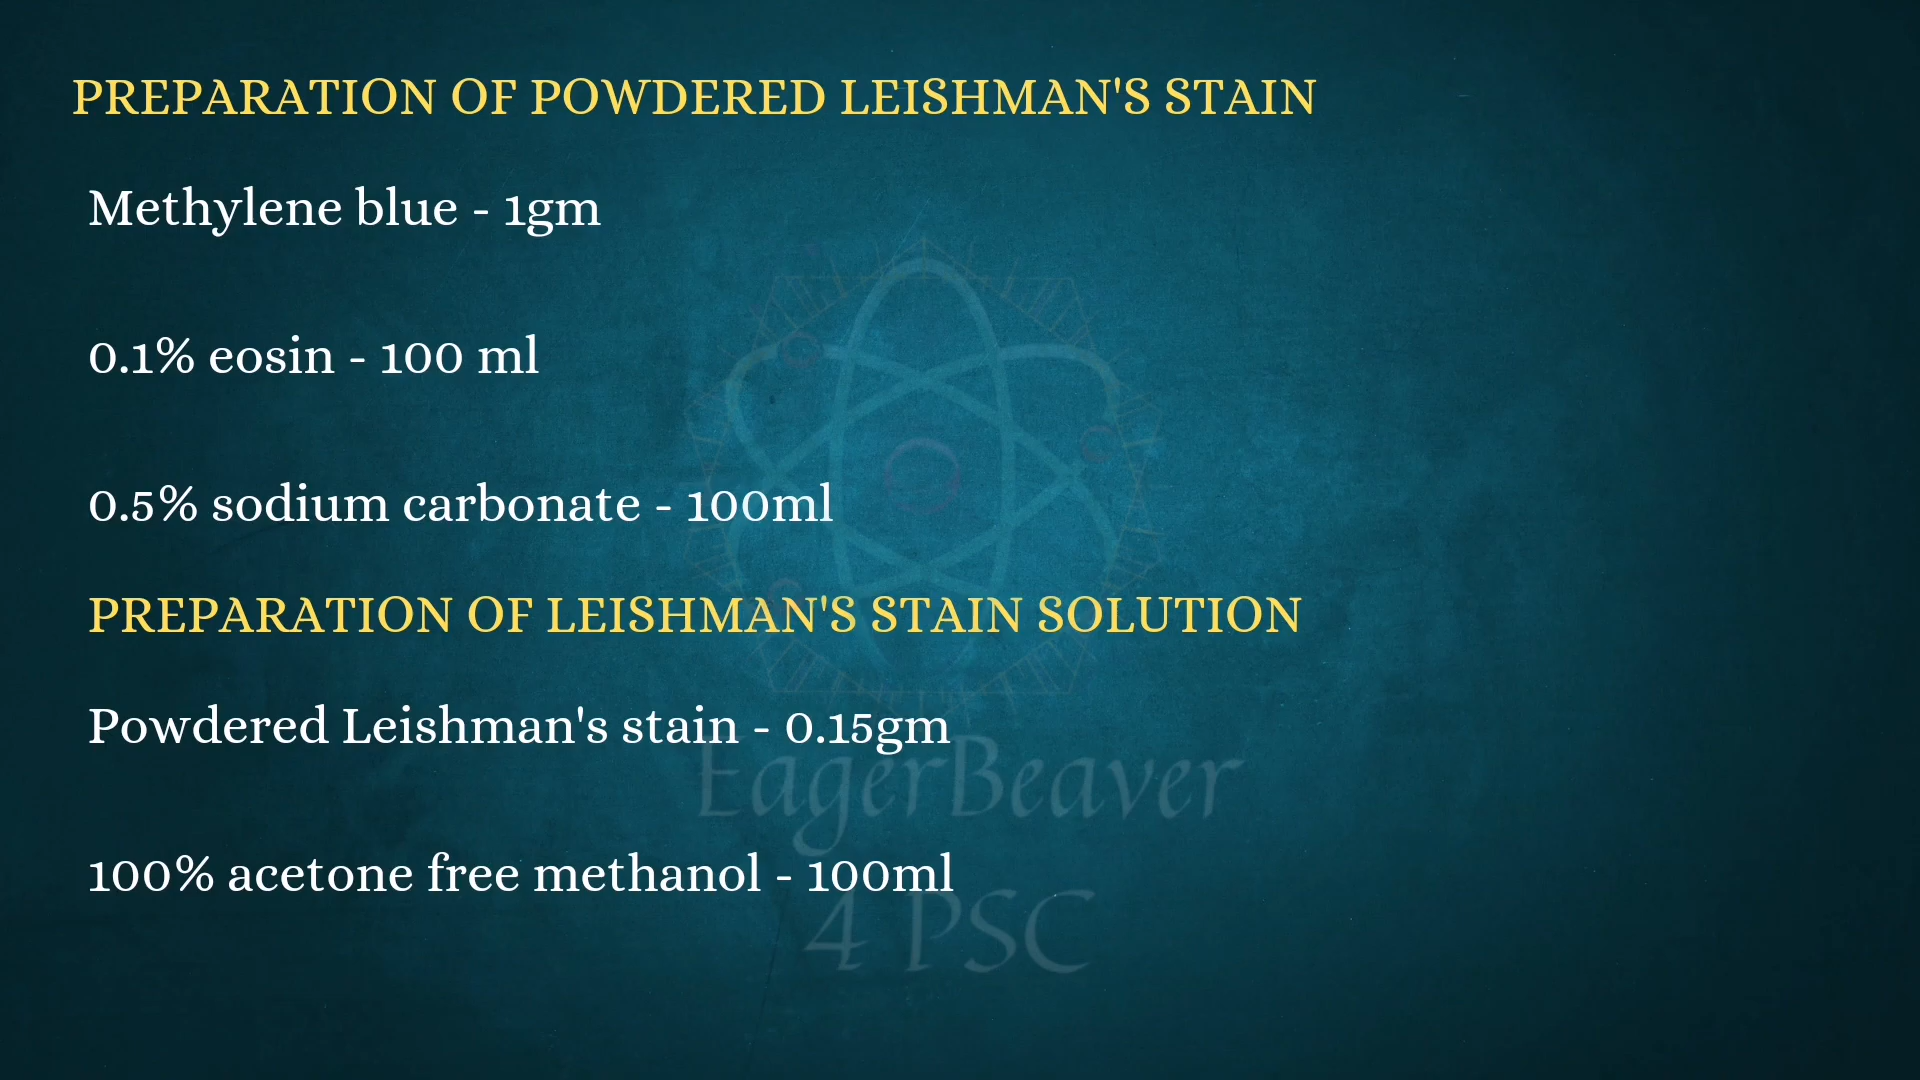 PREPARATION OF POWDERED LEISHMAN'S STAIN
Methylene blue - 1gm
0.1% eosin - 100 ml
0.5% sodium carbonate - 100ml
PREPARATION OF LEISHMAN'S STAIN SOLUTION
Powdered Leishman's stain - 0.15gm
EagerBeaver
100% acetone free methanol - 100ml
4 PSC